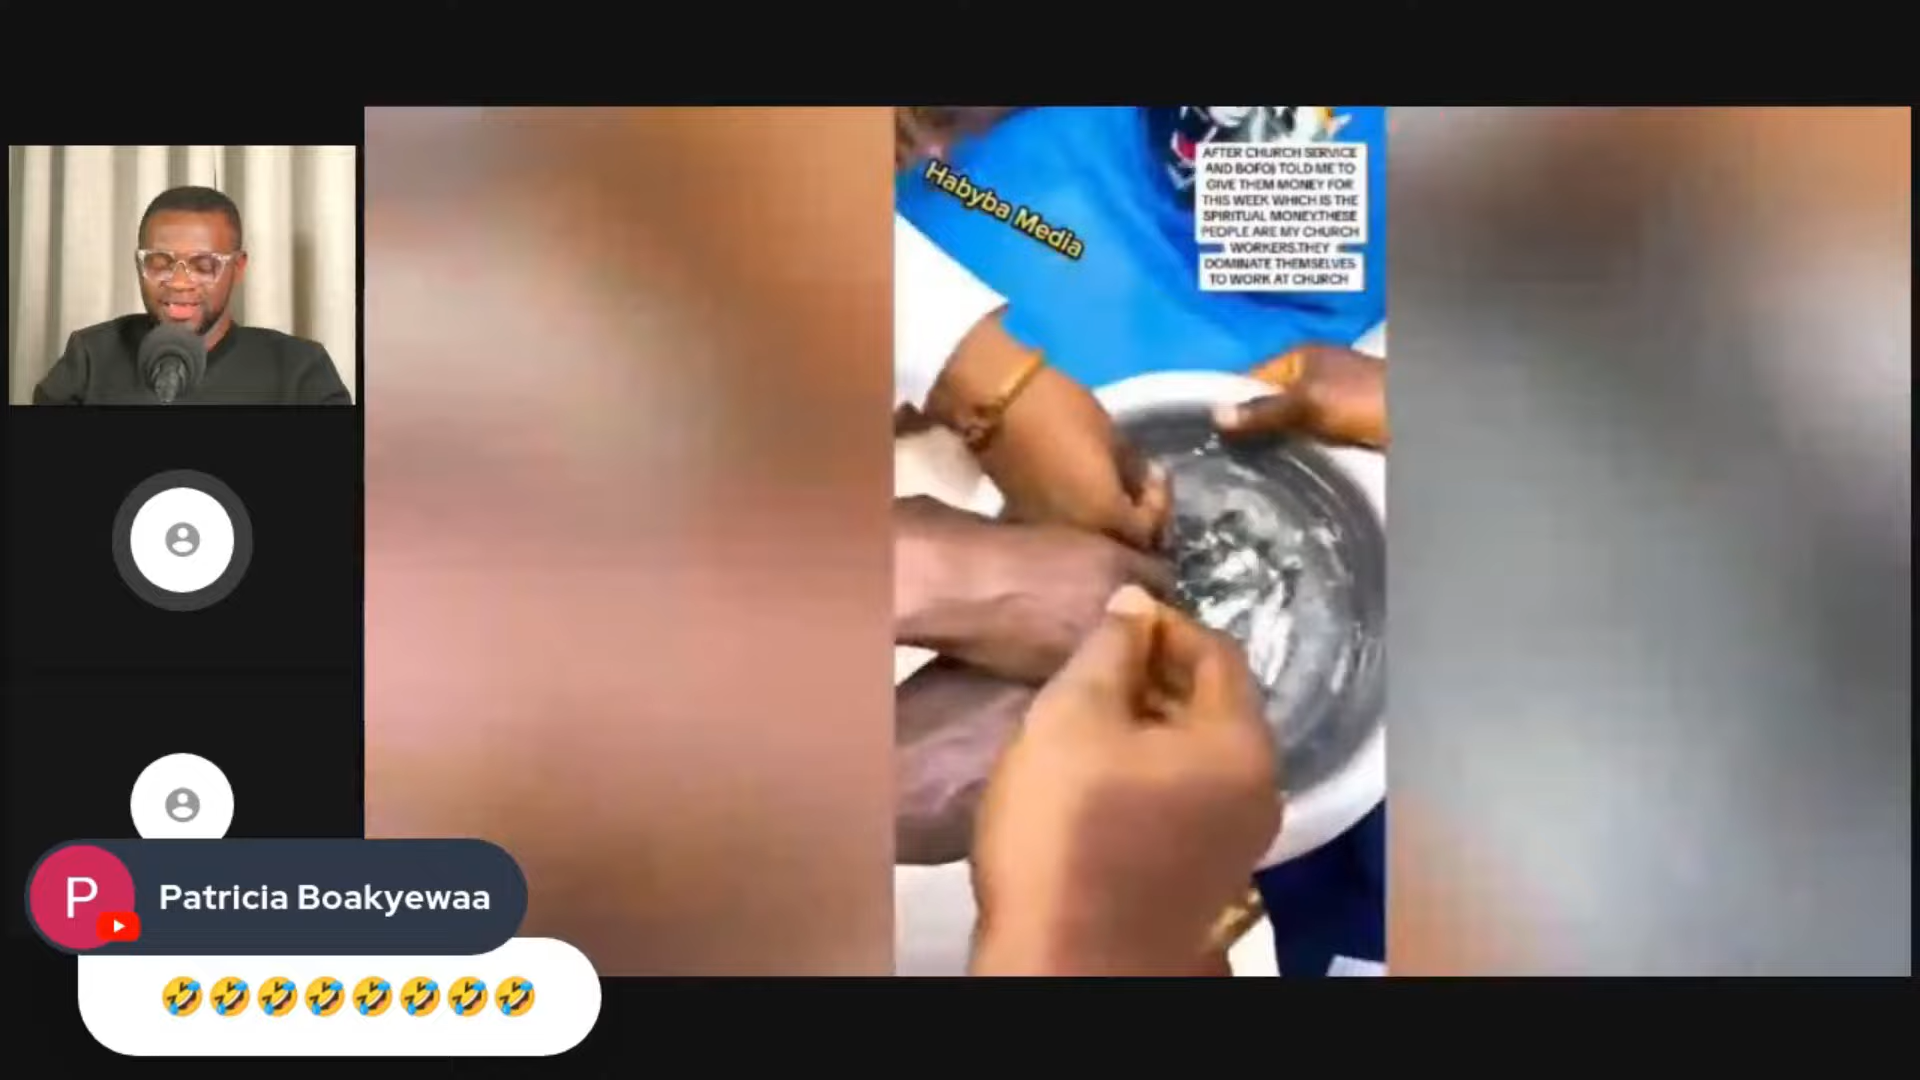 Habyba Media
AFTER CHURCH SERVICE
AND BOFO) TOLD ME TO
GIVE THEM MONEY FOR
THIS WEEK WHICH IS THE
SPIRITUAL MONEY.THESE
PEOPLE ARE MY CHURCH
WORKERS.THEY
DOMINATE THEMSELVES
TO WORK AT CHURCH
P
Patricia Boakyewaa
🤣🤣🤣🤣🤣🤣🤣🤣